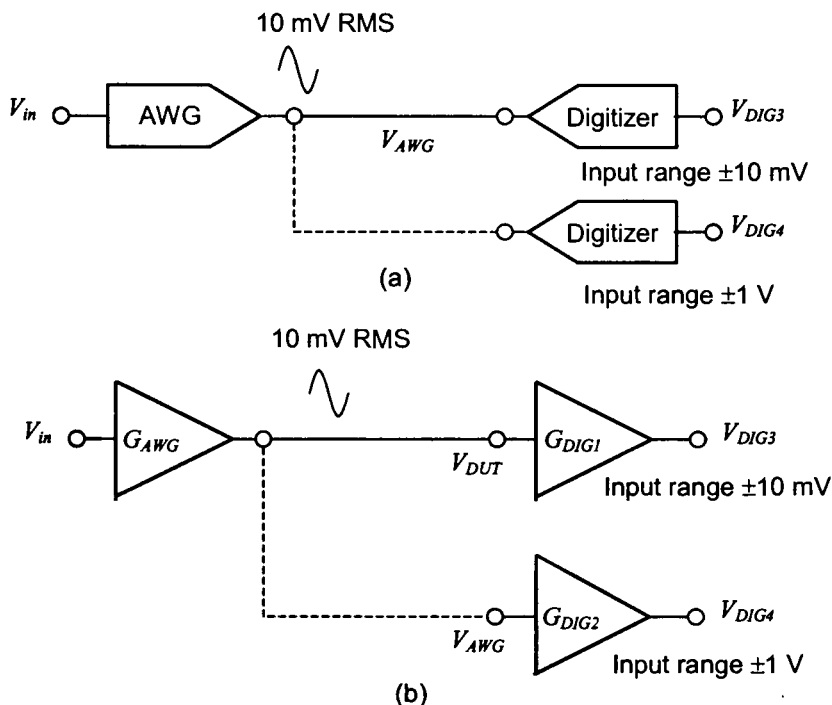 10 mV RMS
V_in AWG V_AWG Digitizer V_DIG3
Input range ±10 mV
Digitizer V_DIG4
Input range ±1 V
(a)
10 mV RMS
V_in G_AWG V_DUT G_DIG1 V_DIG3
Input range ±10 mV
V_AWG G_DIG2 V_DIG4
Input range ±1 V
(b)